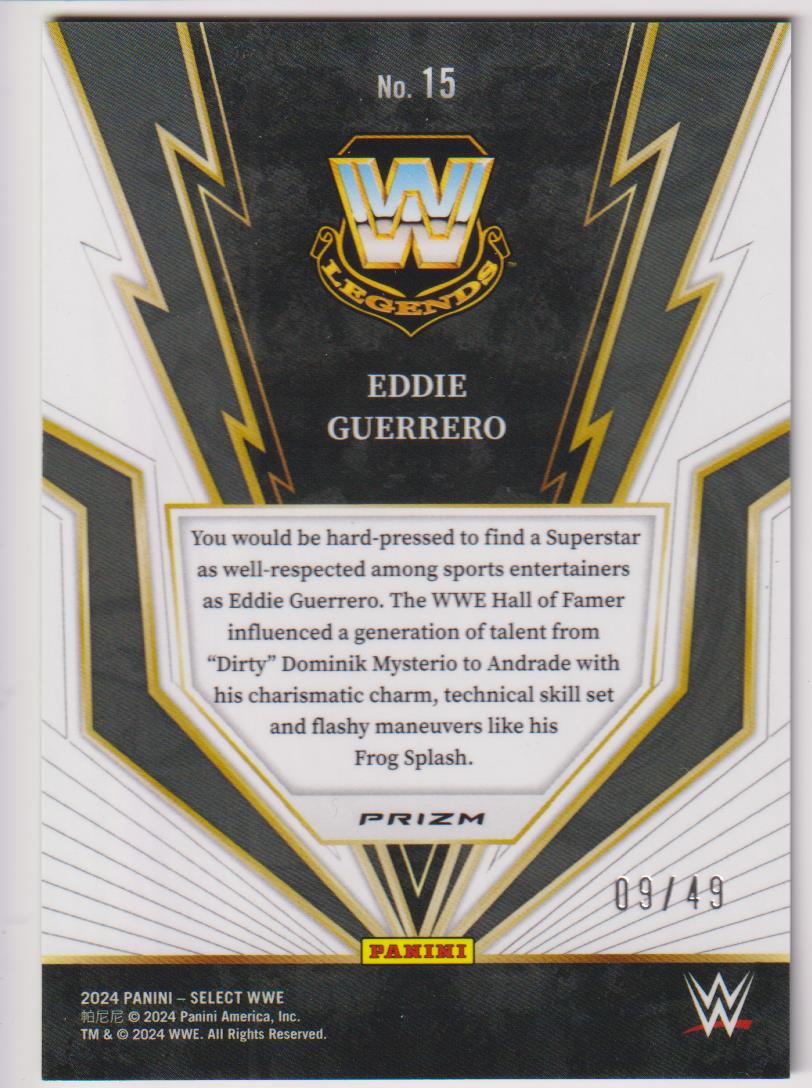 No. 15
W
LEGENDS™
EDDIE
GUERRERO
You would be hard-pressed to find a Superstar
as well-respected among sports entertainers
as Eddie Guerrero. The WWE Hall of Famer
influenced a generation of talent from
“Dirty” Dominik Mysterio to Andrade with
his charismatic charm, technical skill set
and flashy maneuvers like his
Frog Splash.
PRIZM
09/49
PANINI
2024 PANINI – SELECT WWE
帕尼尼 © 2024 Panini America, Inc.
TM & © 2024 WWE. All Rights Reserved.
W